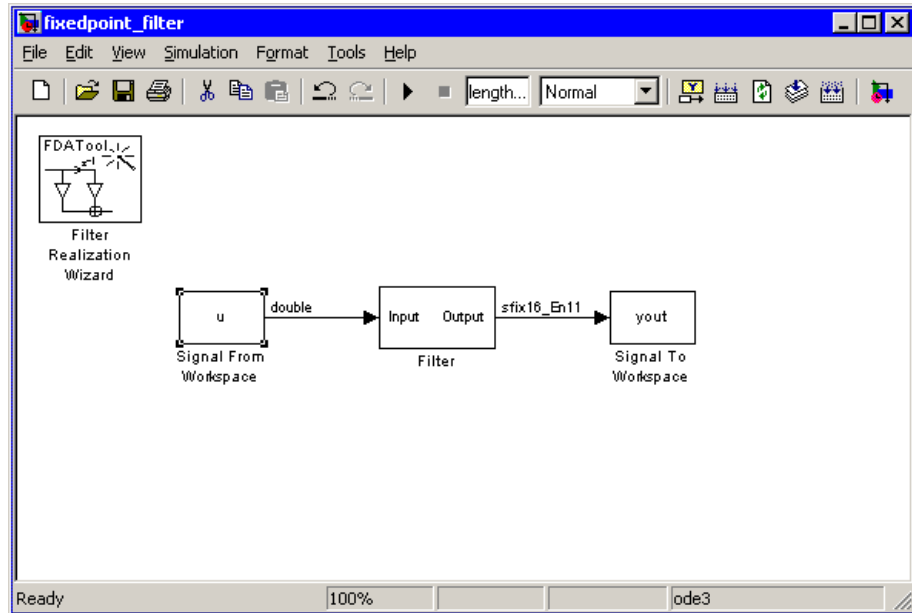 fixedpoint_filter
File Edit View Simulation Format Tools Help
length... Normal
FDATool
Filter
Realization
Wizard
u
double
Input Output
sfix16_En11
yout
Signal From
Workspace
Filter
Signal To
Workspace
Ready 100% ode3